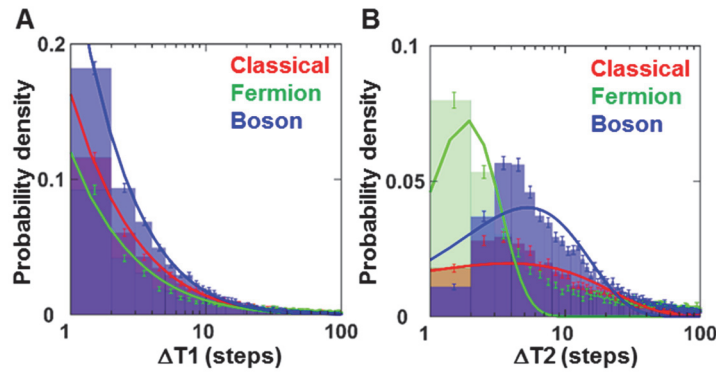 A
Probability density
0.2
0.1
0
Classical
Fermion
Boson
1
10
100
ΔT1 (steps)
B
Probability density
0.1
0.05
0
Classical
Fermion
Boson
1
10
100
ΔT2 (steps)